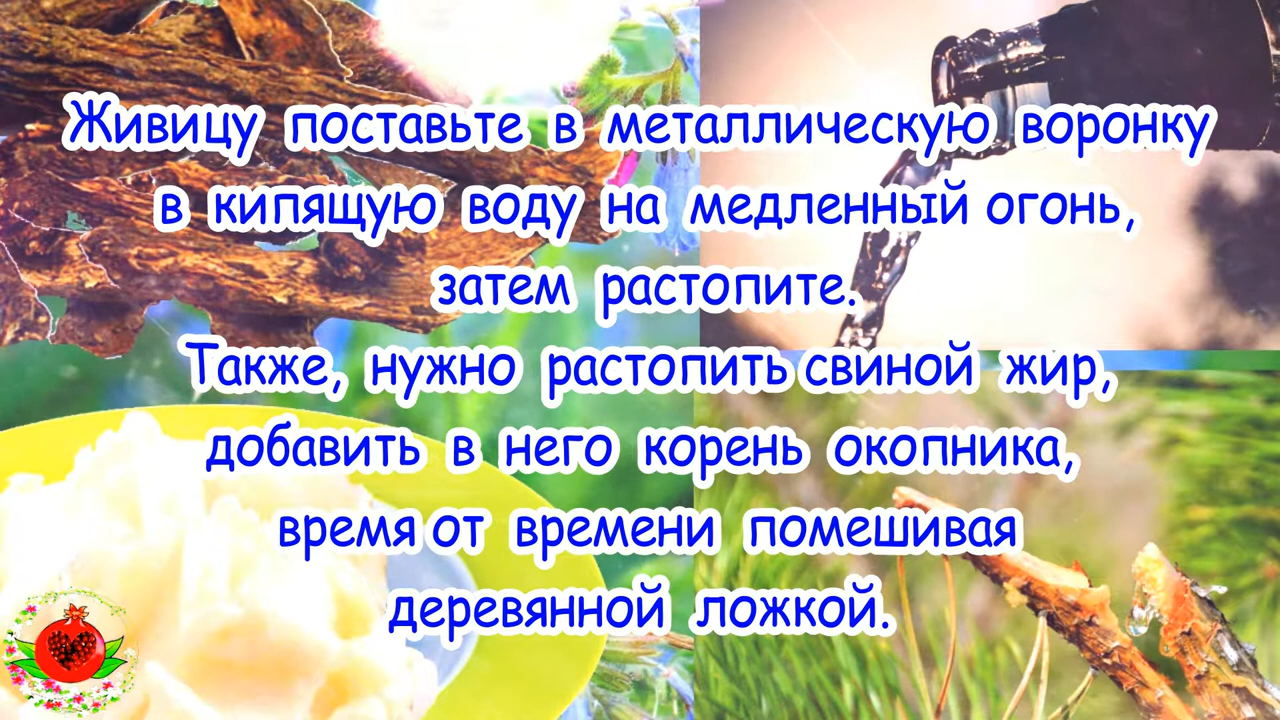 Живицу поставьте в металлическую воронку
в кипящую воду на медленный огонь,
затем растопите.
Также, нужно растопить свиной жир,
добавить в него корень окопника,
время от времени помешивая
деревянной ложкой.